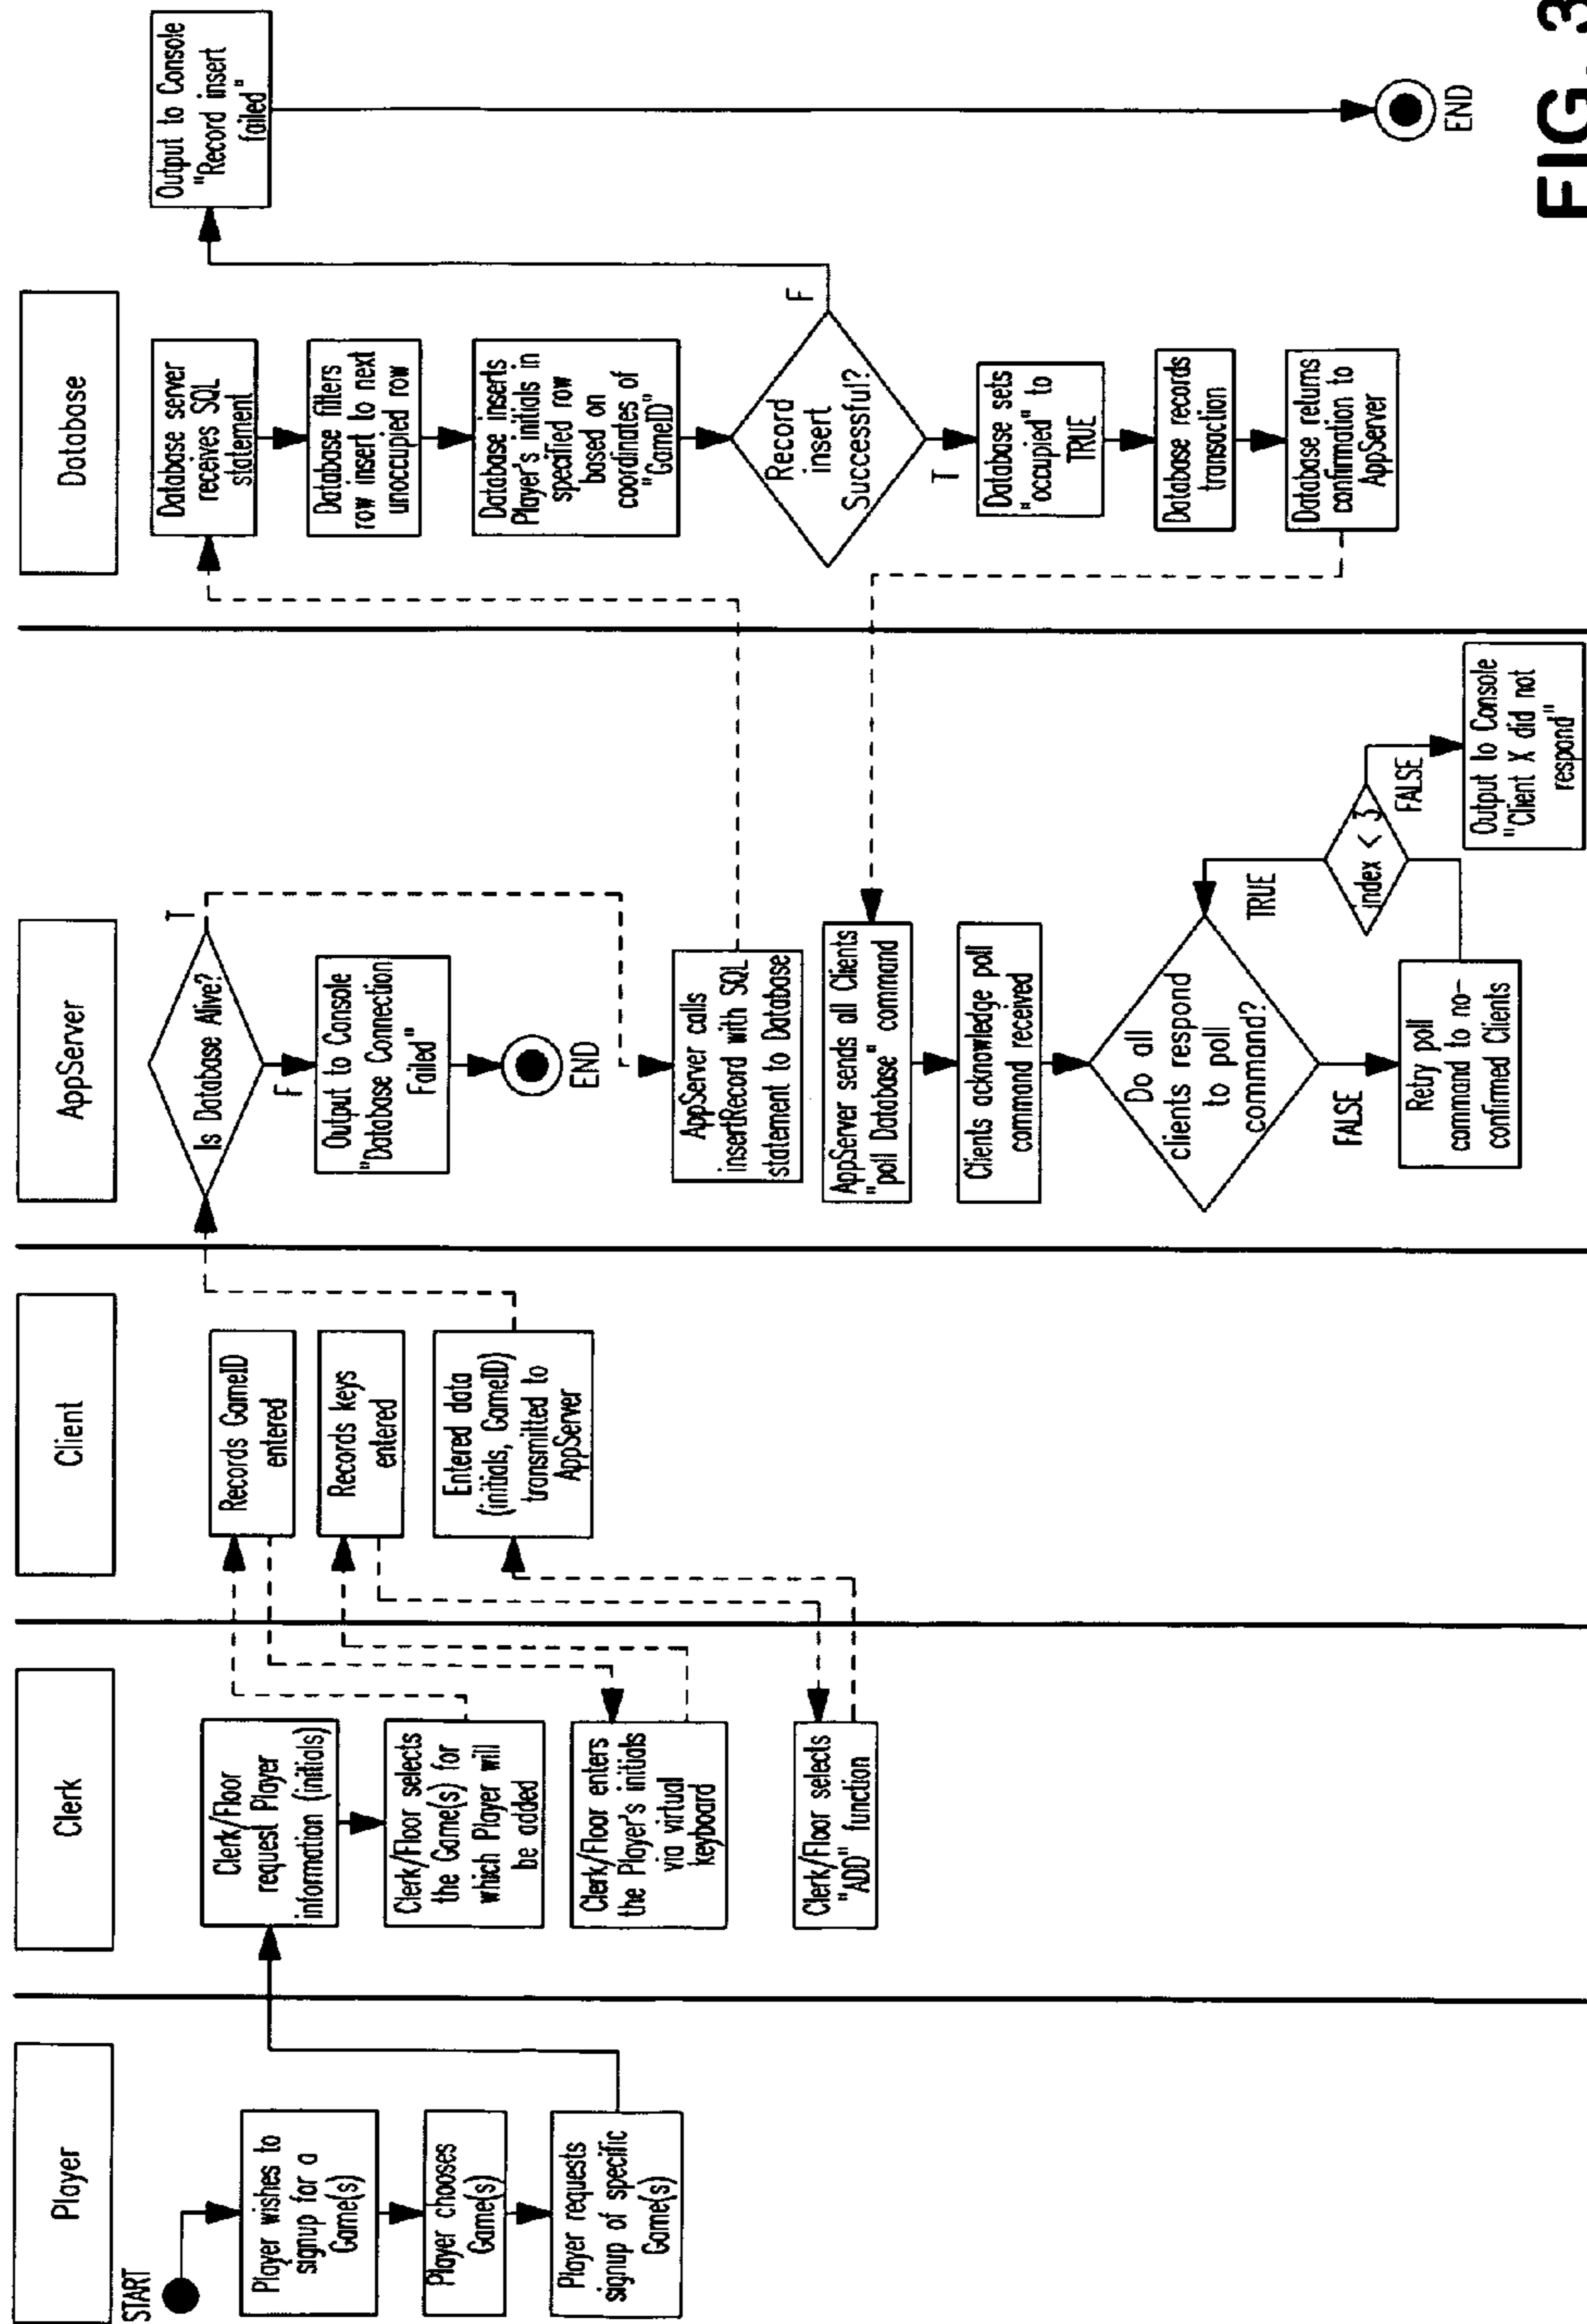 Player
START
Player wishes to
signup for a
Game(s)
Player chooses
Game(s)
Player requests
signup of specific
Game(s)
Clerk
Clerk/Floor
request Player
information (initials)
Clerk/Floor selects
the Game(s) for
which Player will
be added
Clerk/Floor enters
the Player's initials
via virtual
keyboard
Clerk/Floor selects
"ADD" function
Client
Records GameID
entered
Records keys
entered
Entered data
(initials, GameID)
transmitted to
AppServer
AppServer
Is Database Alive?
T
F
Output to Console
"Database Connection
Failed"
END
AppServer calls
insertRecord with SQL
statement to Database
AppServer sends all Clients
"poll Database" command
Clients acknowledge poll
command received
Do all
clients respond
to poll
command?
TRUE
FALSE
Retry poll
command to no-
confirmed Clients
index < 3
FALSE
Output to Console
"Client X did not
respond"
Database
Database server
receives SQL
statement
Database filters
row insert to next
unoccupied row
Database inserts
Player's initials in
specified row
based on
coordinates of
"GameID"
Record
insert
Successful?
F
T
Database sets
"occupied" to
TRUE
Database records
transaction
Database returns
confirmation to
AppServer
Output to Console
"Record insert
failed"
END
FIG. 3